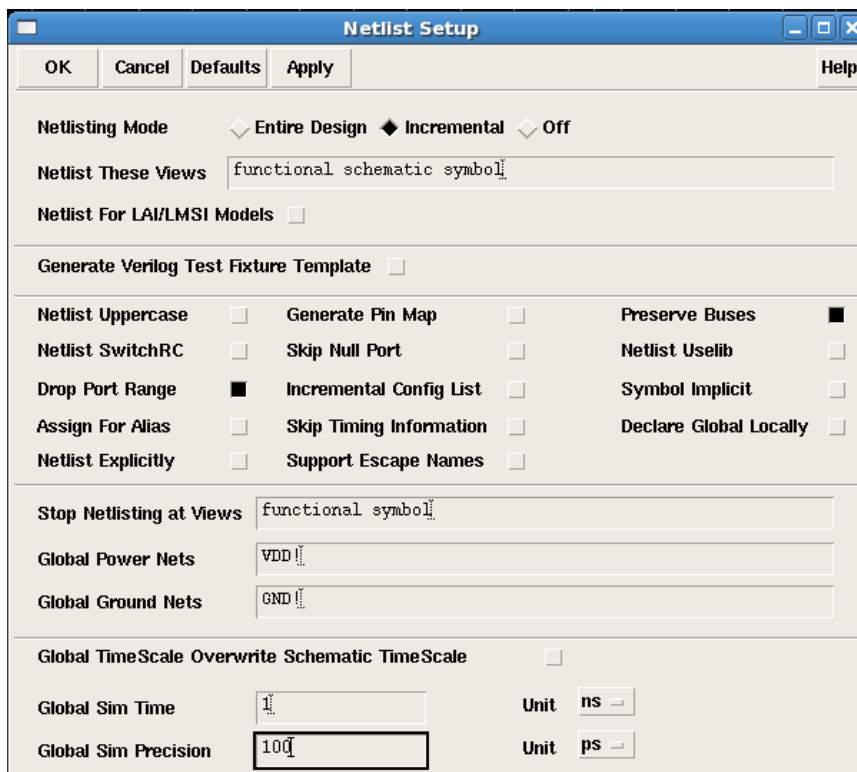 Netlist Setup
OK Cancel Defaults Apply Help
Netlisting Mode Entire Design Incremental Off
Netlist These Views functional schematic symbol
Netlist For LAI/LMSI Models
Generate Verilog Test Fixture Template
Netlist Uppercase Generate Pin Map Preserve Buses
Netlist SwitchRC Skip Null Port Netlist Uselib
Drop Port Range Incremental Config List Symbol Implicit
Assign For Alias Skip Timing Information Declare Global Locally
Netlist Explicitly Support Escape Names
Stop Netlisting at Views functional symbol
Global Power Nets VDD!
Global Ground Nets GND!
Global TimeScale Overwrite Schematic TimeScale
Global Sim Time 1 Unit ns
Global Sim Precision 100 Unit ps